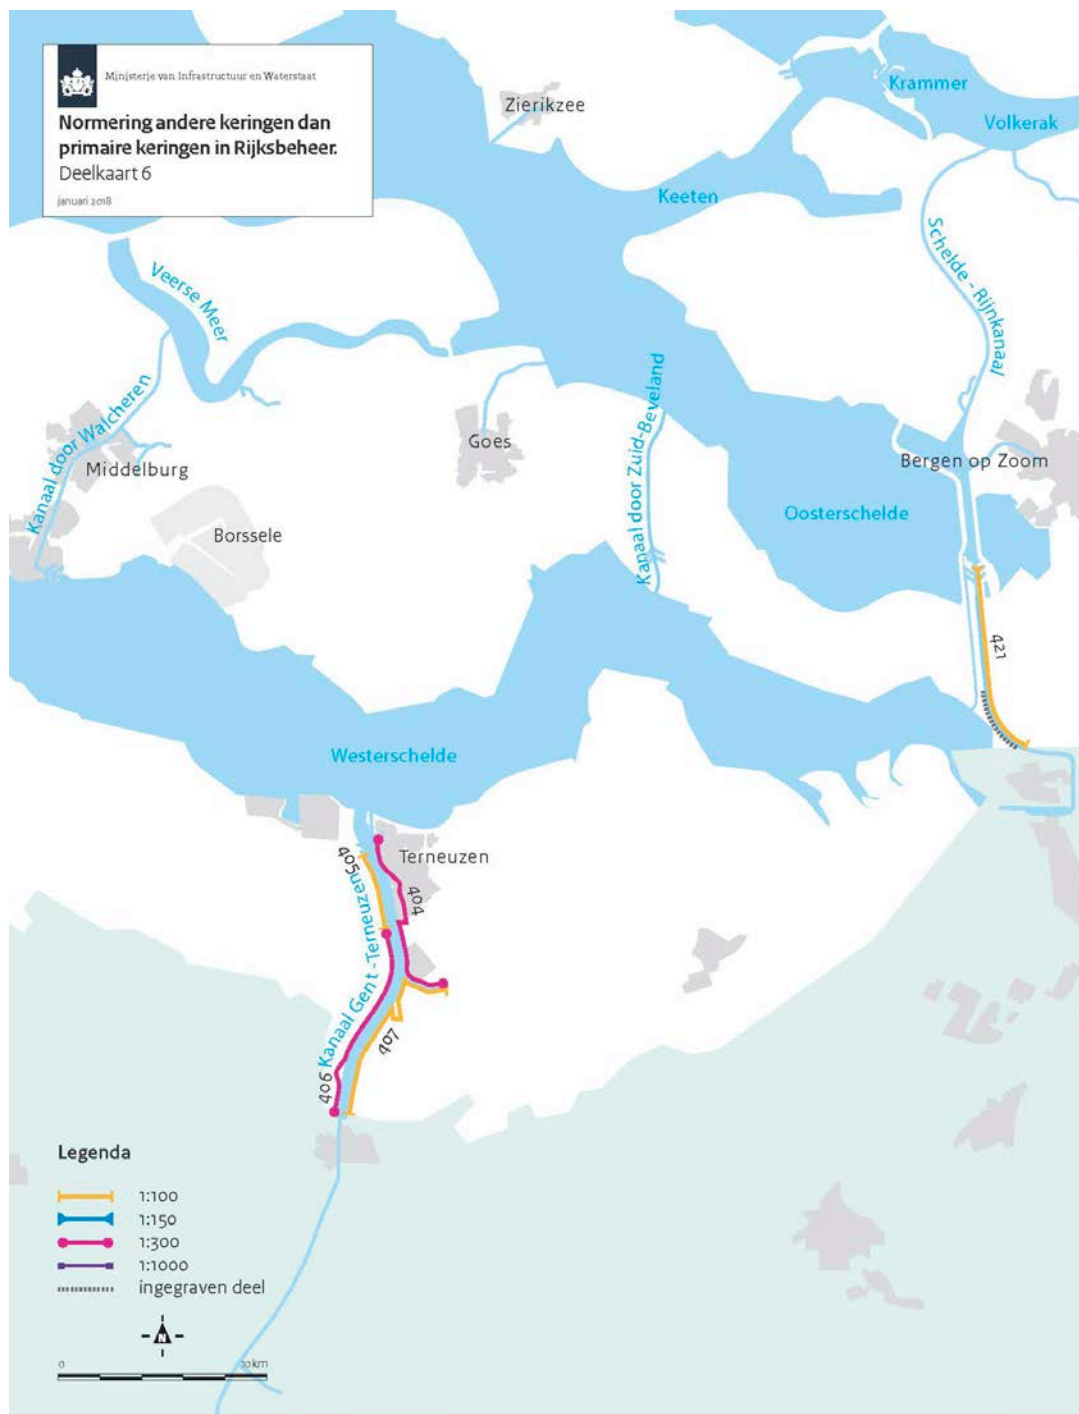 Ministerie van Infrastructuur en Waterstaat
Normering andere keringen dan
primaire keringen in Rijksbeheer.
Deelkaart 6
januari 2018
Zierikzee
Krammer
Volkerak
Keeten
Schelde - Rijnkanaal
Veerse Meer
Kanaal door Walcheren
Middelburg
Goes
Kanaal door Zuid-Beveland
Bergen op Zoom
Oosterschelde
Borssele
421
Westerschelde
405
Terneuzen
404
Kanaal Gent -Terneuzen
407
406
Legenda
1:100
1:150
1:300
1:1000
ingegraven deel
N
0 10km